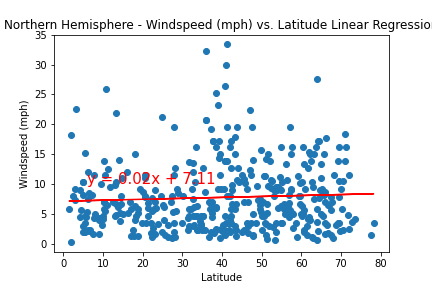 Northern Hemisphere - Windspeed (mph) vs. Latitude Linear Regression
35
30
25
20
15
10
5
0
Windspeed (mph)
y = 0.02x + 7.11
0 10 20 30 40 50 60 70 80
Latitude